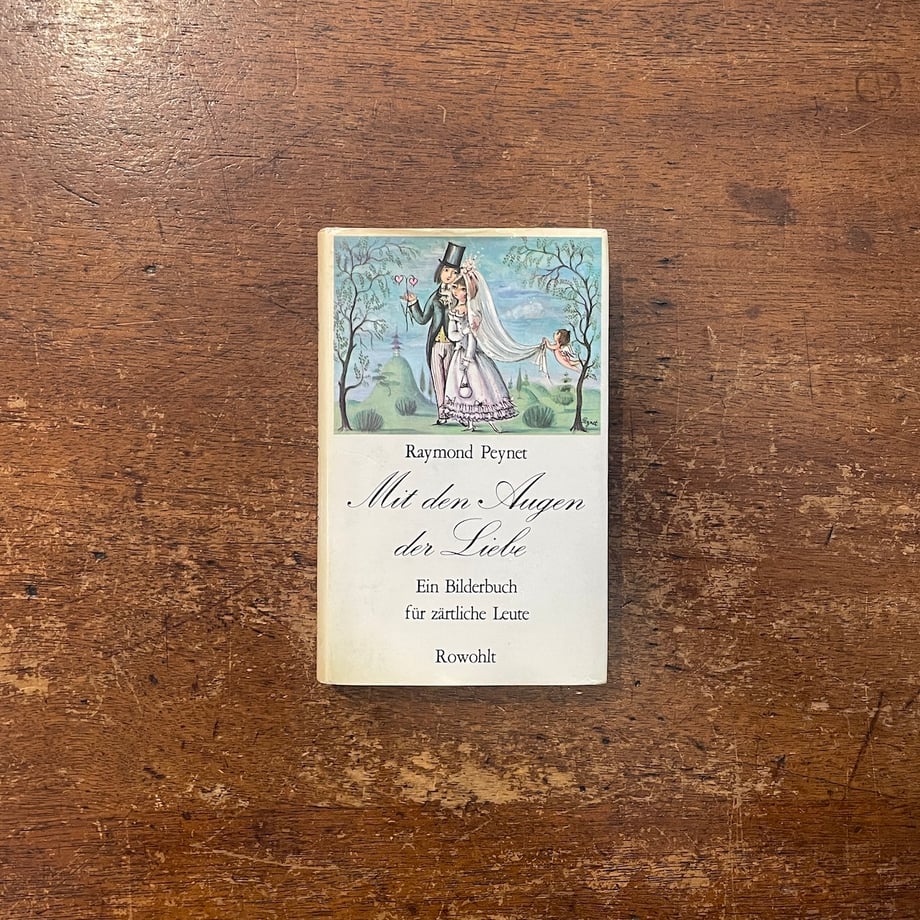 Raymond Peynet
Mit den Augen
der Liebe
Ein Bilderbuch
für zärtliche Leute
Rowohlt